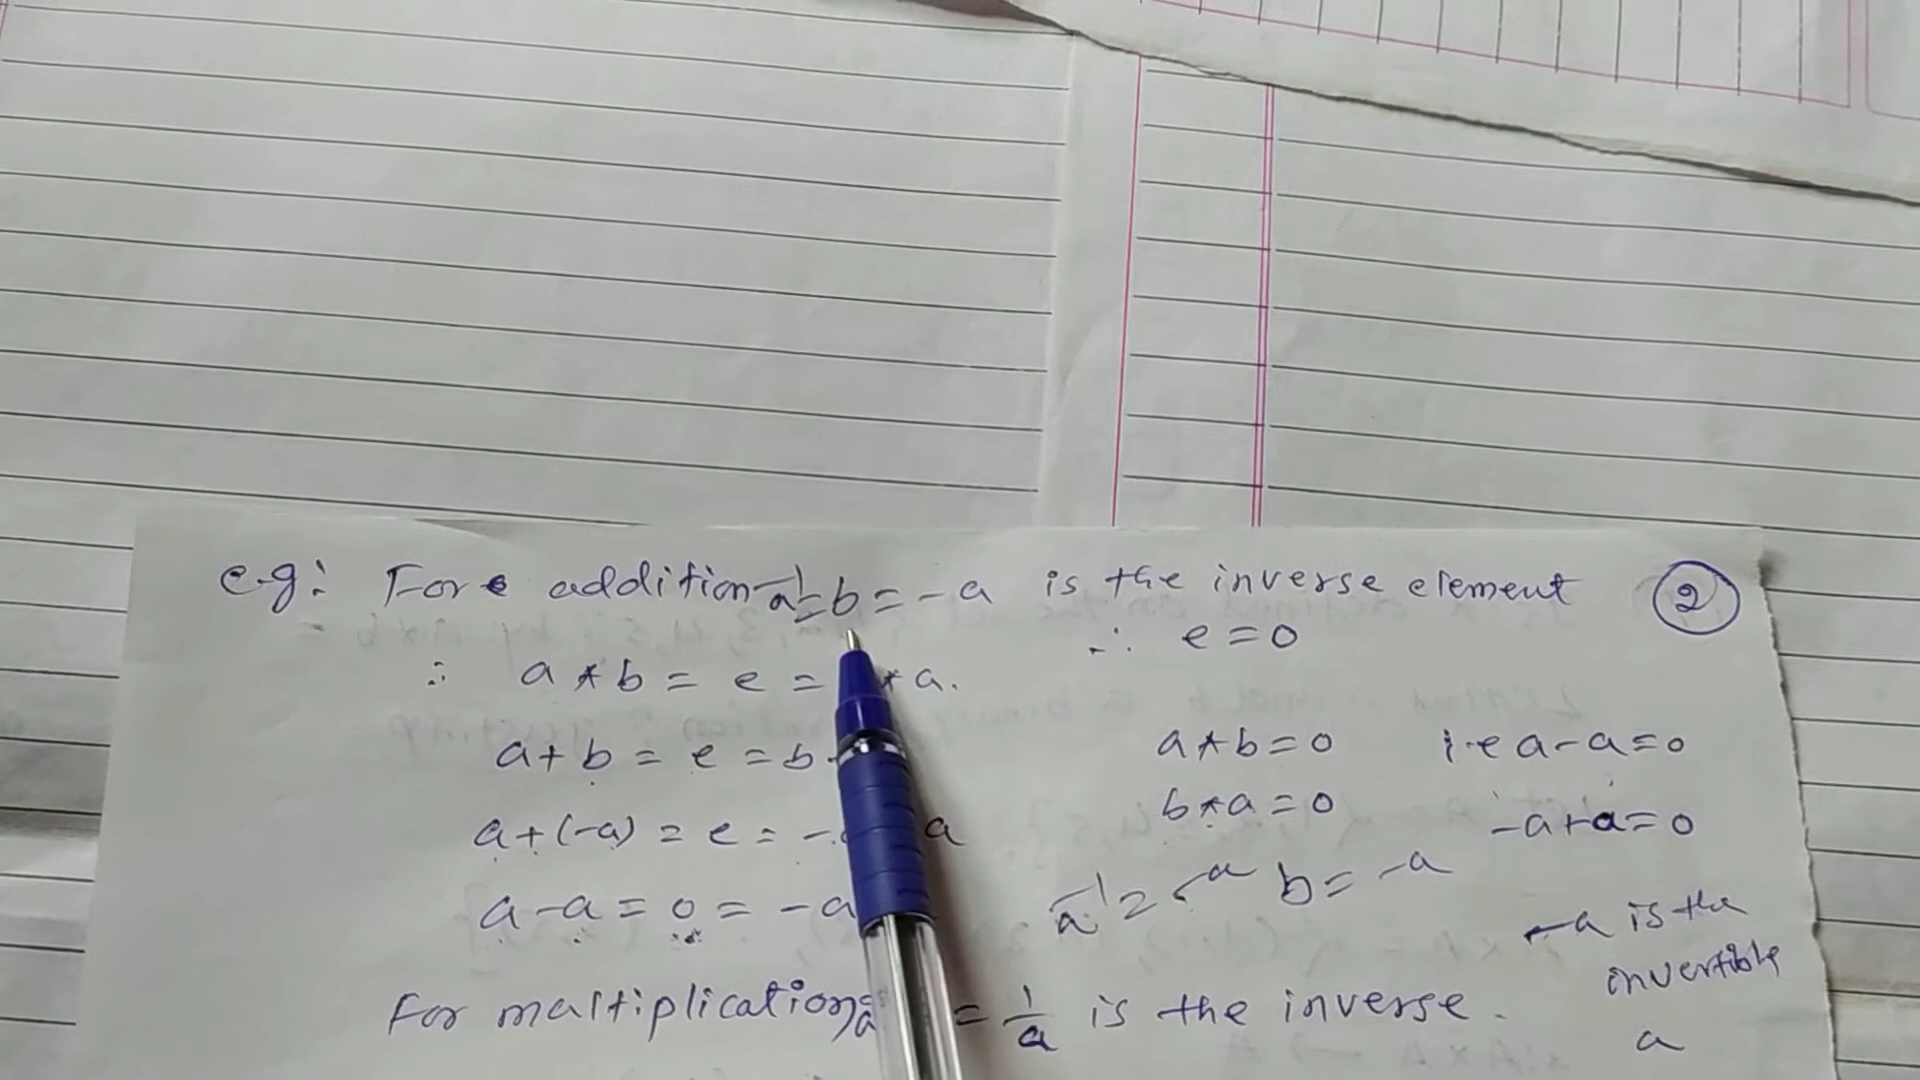 e.g: For addition a⁻¹=b=-a is the inverse element
②
∴ e=0
∴ a*b = e = *a.
a+b = e = b
a*b=0 i.e a-a=0
b*a=0 -a+a=0
a+(-a) = e = - a
a-a = 0 = -a
a⁻¹=-a b=-a
-a is the
invertible
a
For multiplication a = 1/a is the inverse.